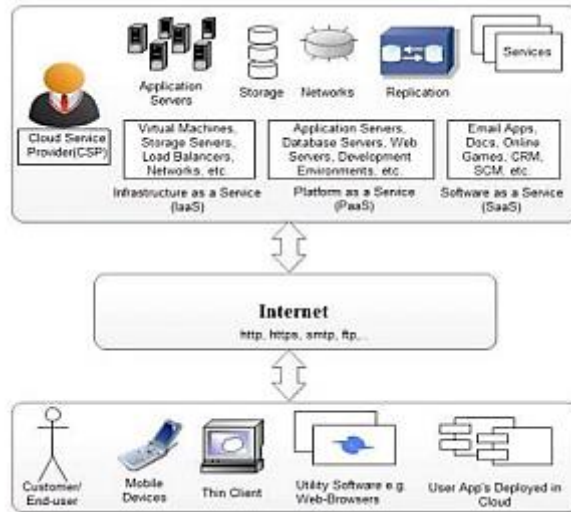 Application
Servers
Storage
Networks
Replication
Services
Cloud Service
Provider(CSP)
Virtual Machines,
Storage Servers,
Load Balancers,
Networks, etc.
Infrastructure as a Service
(IaaS)
Application Servers,
Database Servers, Web
Servers, Development
Environments, etc.
Platform as a Service
(PaaS)
Email Apps,
Docs, Online
Games, CRM,
SCM, etc.
Software as a Service
(SaaS)
Internet
http, https, smtp, ftp,..
Customer/
End-user
Mobile
Devices
Thin Client
Utility Software e.g.
Web-Browsers
User App's Deployed in
Cloud